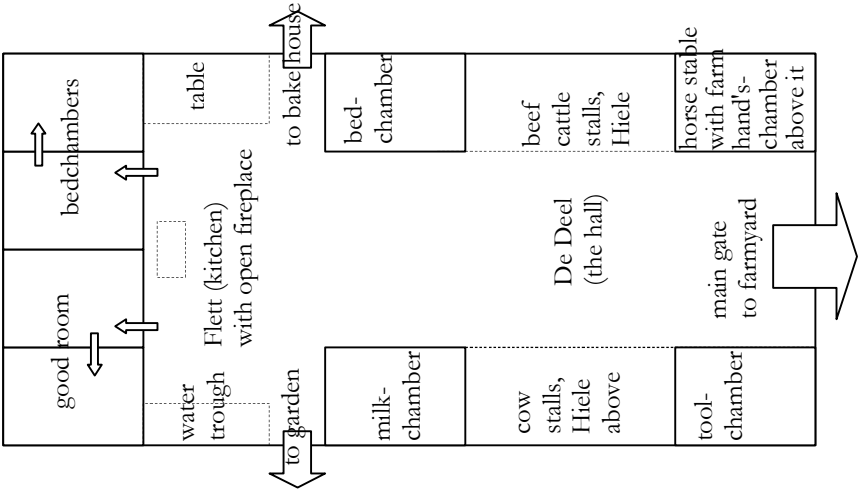 bedchambers
good room
table
water
trough
Flett (kitchen)
with open fireplace
to bake house
to garden
bed-
chamber
milk-
chamber
beef
cattle
stalls,
Hiele
De Deel
(the hall)
cow
stalls,
Hiele
above
horse stable
with farm
hand's-
chamber
above it
main gate
to farmyard
tool-
chamber